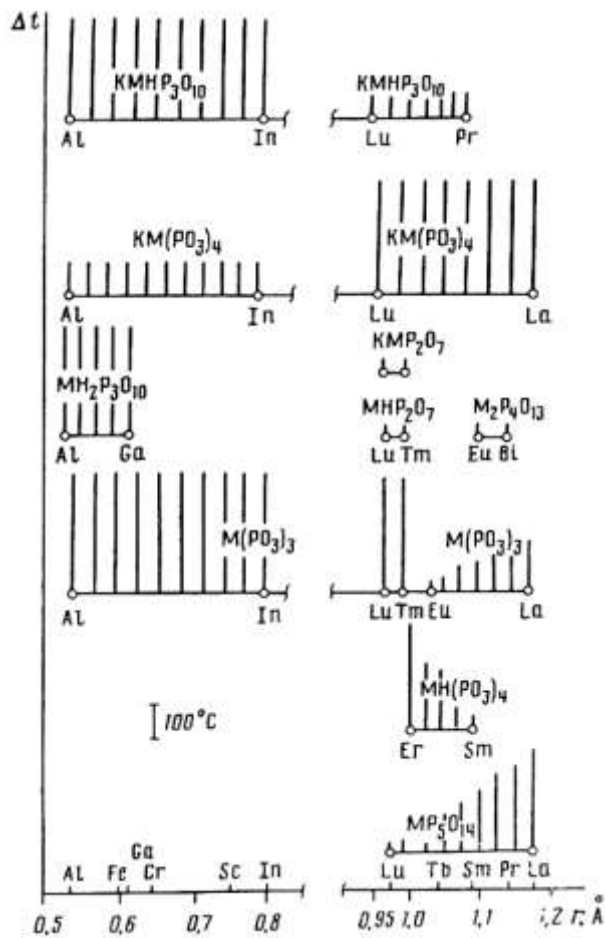 Δt
KMHP₃O₁₀ KMHP₃O₁₀
Al In Lu Pr
KM(PO₃)₄ KM(PO₃)₄
Al In Lu La
KMP₂O₇
MH₂P₃O₁₀
MHP₂O₇ M₂P₄O₁₃
Al Ga Lu Tm Eu Bi
M(PO₃)₃ M(PO₃)₃
Al In Lu Tm Eu La
MH(PO₃)₄
100°C
Er Sm
MP₅O₁₄
Ga
Al Fe Cr Sc In Lu Tb Sm Pr La
0,5 0,6 0,7 0,8 0,95 1,0 1,1 1,2 r, Å